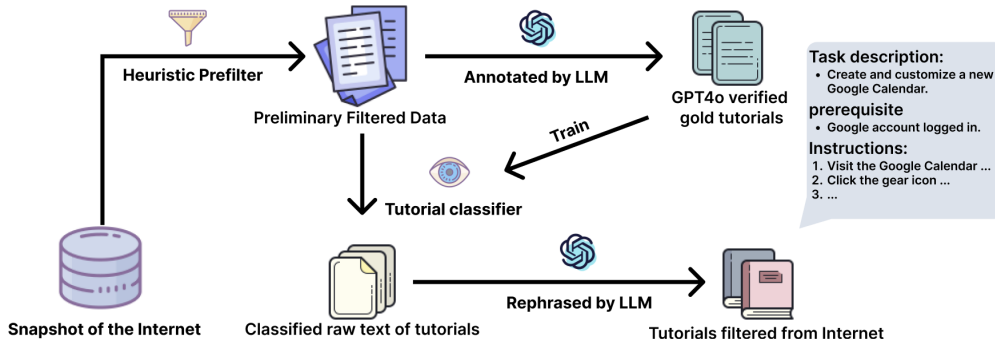 Heuristic Prefilter
Preliminary Filtered Data
Annotated by LLM
GPT4o verified
gold tutorials
Train
Tutorial classifier
Snapshot of the Internet
Classified raw text of tutorials
Rephrased by LLM
Tutorials filtered from Internet
Task description:
• Create and customize a new
Google Calendar.
prerequisite
• Google account logged in.
Instructions:
1. Visit the Google Calendar ...
2. Click the gear icon ...
3. ...